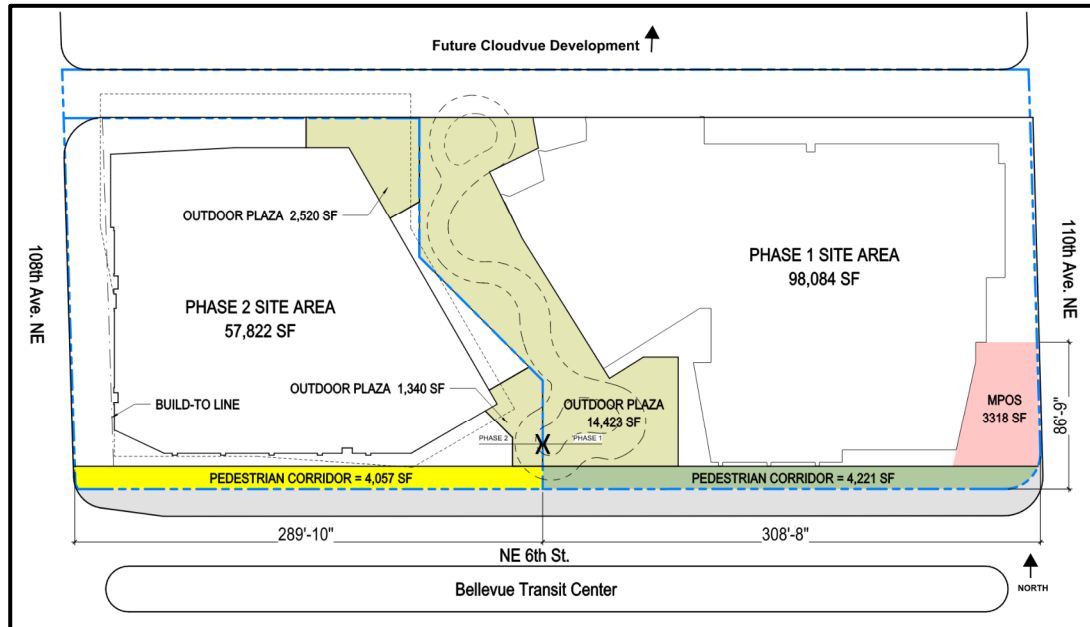 Future Cloudvue Development
OUTDOOR PLAZA 2,520 SF
108th Ave. NE
110th Ave. NE
PHASE 1 SITE AREA
98,084 SF
PHASE 2 SITE AREA
57,822 SF
OUTDOOR PLAZA 1,340 SF
BUILD-TO LINE
OUTDOOR PLAZA
14,423 SF
MPOS
3318 SF
86'-9"
PHASE 2
X
PHASE 1
PEDESTRIAN CORRIDOR = 4,057 SF
PEDESTRIAN CORRIDOR = 4,221 SF
289'-10"
308'-8"
NE 6th St.
Bellevue Transit Center
NORTH